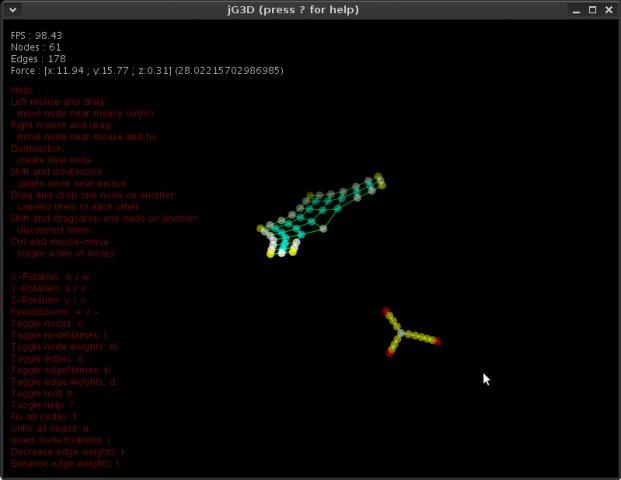 jG3D (press ? for help)
FPS : 98.43
Nodes : 61
Edges : 178
Force : [x:11.94 ; y:15.77 ; z:0.31] (28.02215702986985)
Help:
Left mouse and drag:
move node near mouse (unfix)
Right mouse and drag:
move node near mouse and fix
Doubleclick:
create new node
Shift and doubleclick:
delete node near mouse
Drag and drop one node on another:
connect them to each other
Shift and drag/drop one node on another:
disconnect them
Ctrl and mouse-move
create a line of nodes
X-Rotation: q / w
Y-Rotation: a / s
Z-Rotation: y / x
Pseudozoom: + / -
Toggle nodes: n
Toggle nodeNames: l
Toggle node weights: m
Toggle edges: e
Toggle edgeNames: b
Toggle edge weights: d
Toggle hud: h
Toogle help: ?
Fix all nodes: f
Unfix all nodes: u
Invert node fixations: i
Decrease edge weights: r
Enhance edge weights: t